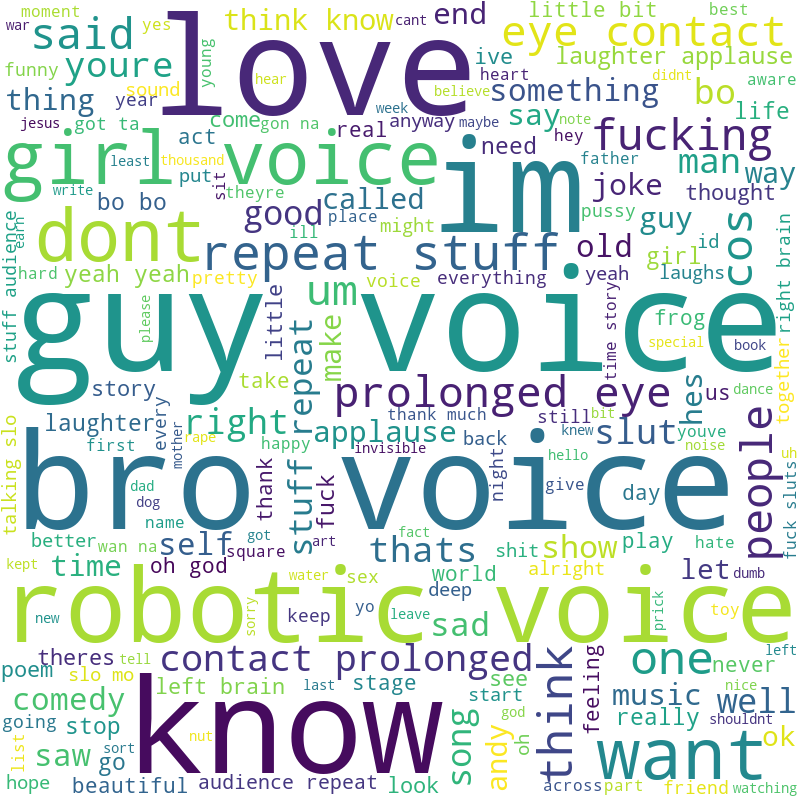 moment
war
yes
said
think know
cant
end
little bit
best
love
eye contact
funny
youre
young
ive
laughter applause
thing
year
sound
hear
heart
something
didnt
aware
believe
bo
life
jesus
got ta
come
gon na
week
anyway
maybe
say
hey
note
act
real
need
fucking
girl voice
least
thousand
put
theyre
sit
im
father
joke
man
way
write
bo bo
called
thought
good
place
might
pussy
guy
cos
dont
ill
repeat stuff
old
girl
id
right brain
earn
stuff audience
hard
yeah yeah
pretty
um
voice
everything
yeah
laughs
guy voice
please
little
make
time story
frog
special
book
together
take
prolonged eye
us
hes
dance
story
laughter
every
right
stuff repeat
thank much
still
bit
slut
youve
people
applause
back
knew
noise
uh
talking slo
first
mother
rape
happy
invisible
hello
bro voice
dad
dog
thank
fuck
night
give
day
fuck sluts
name
got
fact
better
wan na
self
square
art
thats
shit
show
play
hate
time
oh god
water
sex
world
alright
let
dumb
kept
deep
robotic voice
new
sorry
keep
yo
leave
sad
prick
toy
theres
tell
contact prolonged
one
left
never
poem
slo mo
left brain
last
stage
see
start
think
feeling
nice
comedy
know
song
god
music
well
going
stop
list
saw
go
sort
nut
andy
oh
really
shouldnt
want
ok
hope
beautiful
audience repeat
look
across
part
friend
watching